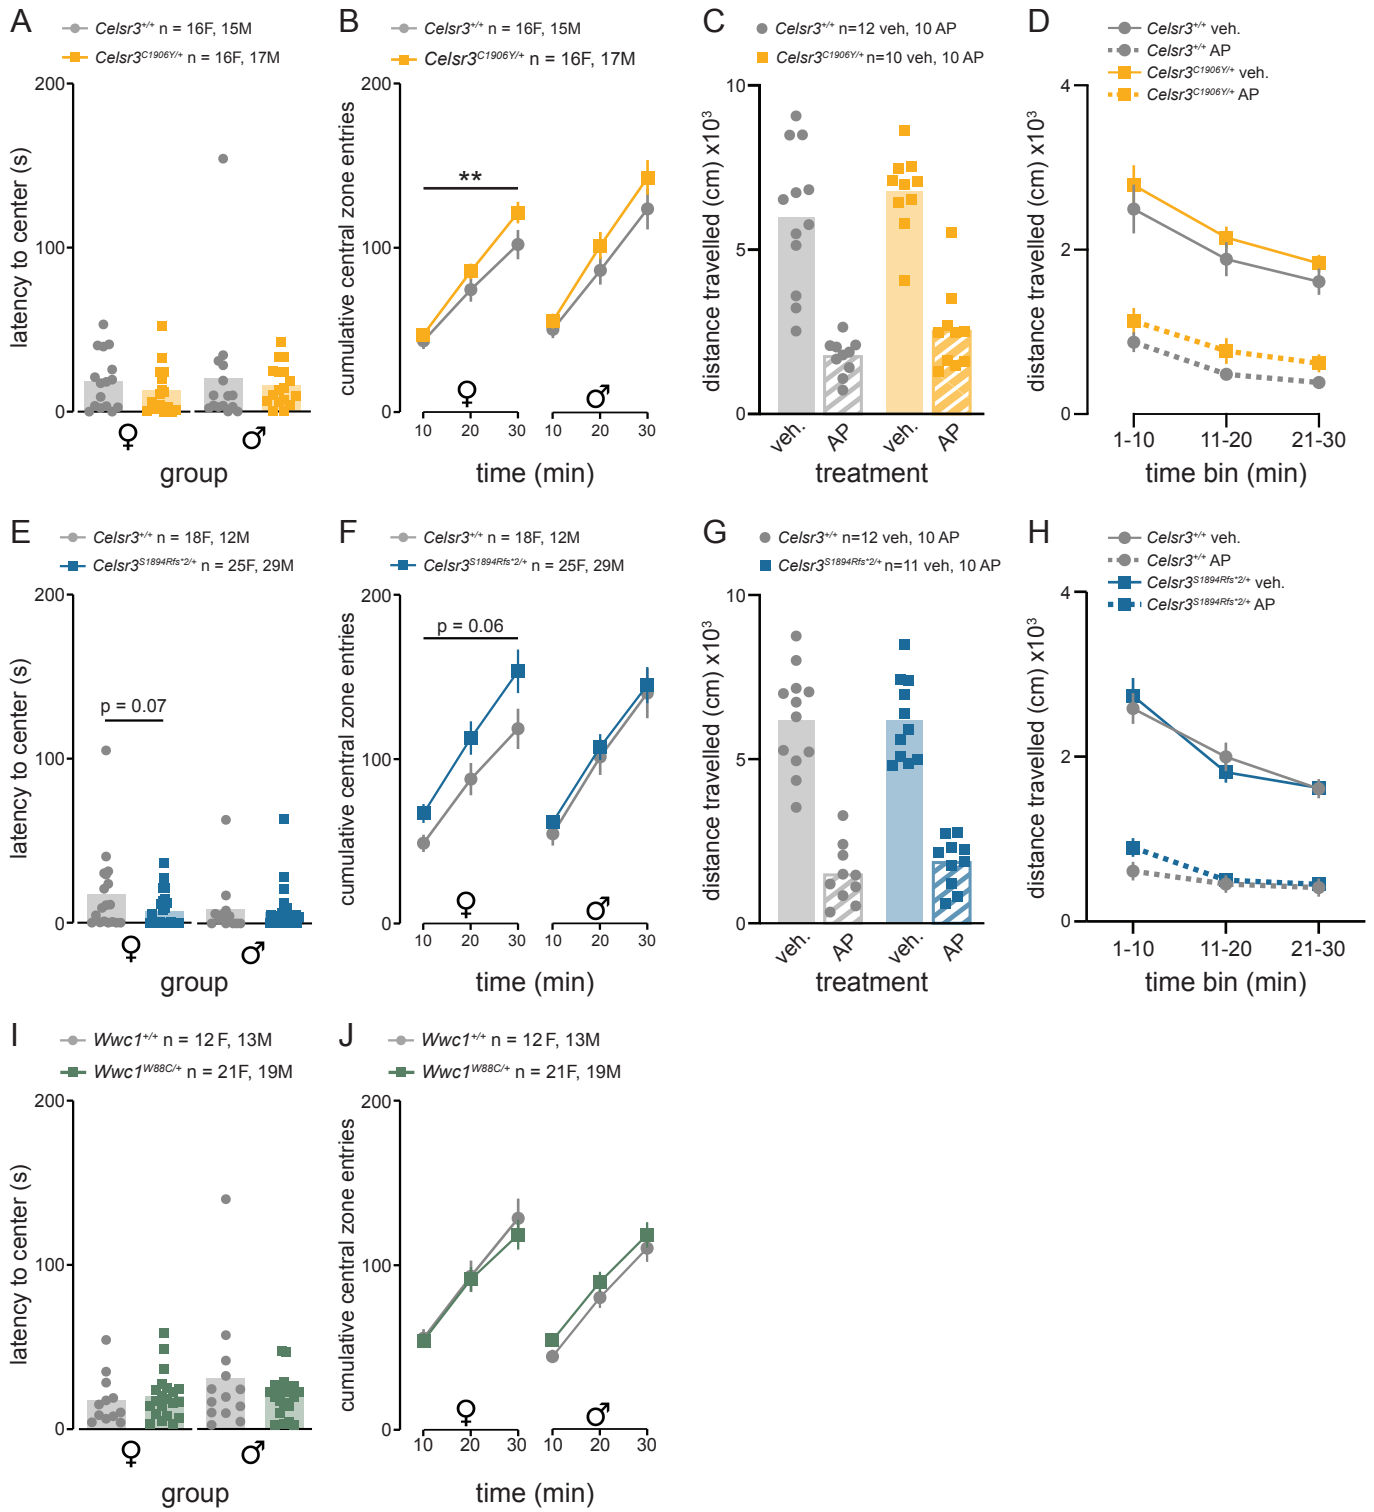 A
Celsr3+/+ n = 16F, 15M
Celsr3C1906Y/+ n = 16F, 17M
200
100
0
latency to center (s)
♀
♂
group
B
Celsr3+/+ n = 16F, 15M
Celsr3C1906Y/+ n = 16F, 17M
200
100
0
cumulative central zone entries
**
♀
♂
10 20 30 10 20 30
time (min)
C
Celsr3+/+ n=12 veh, 10 AP
Celsr3C1906Y/+ n=10 veh, 10 AP
10
5
0
distance travelled (cm) x10³
veh. AP veh. AP
treatment
D
Celsr3+/+ veh.
Celsr3+/+ AP
Celsr3C1906Y/+ veh.
Celsr3C1906Y/+ AP
4
2
0
distance travelled (cm) x10³
1-10 11-20 21-30
time bin (min)
E
Celsr3+/+ n = 18F, 12M
Celsr3S1894Rfs*2/+ n = 25F, 29M
200
100
0
latency to center (s)
p = 0.07
♀
♂
group
F
Celsr3+/+ n = 18F, 12M
Celsr3S1894Rfs*2/+ n = 25F, 29M
200
100
0
cumulative central zone entries
p = 0.06
♀
♂
10 20 30 10 20 30
time (min)
G
Celsr3+/+ n=12 veh, 10 AP
Celsr3S1894Rfs*2/+ n=11 veh, 10 AP
10
5
0
distance travelled (cm) x10³
veh. AP veh. AP
treatment
H
Celsr3+/+ veh.
Celsr3+/+ AP
Celsr3S1894Rfs*2/+ veh.
Celsr3S1894Rfs*2/+ AP
4
2
0
distance travelled (cm) x10³
1-10 11-20 21-30
time bin (min)
I
Wwc1+/+ n = 12 F, 13M
Wwc1W88C/+ n = 21F, 19M
200
100
0
latency to center (s)
♀
♂
group
J
Wwc1+/+ n = 12 F, 13M
Wwc1W88C/+ n = 21F, 19M
200
100
0
cumulative central zone entries
♀
♂
10 20 30 10 20 30
time (min)